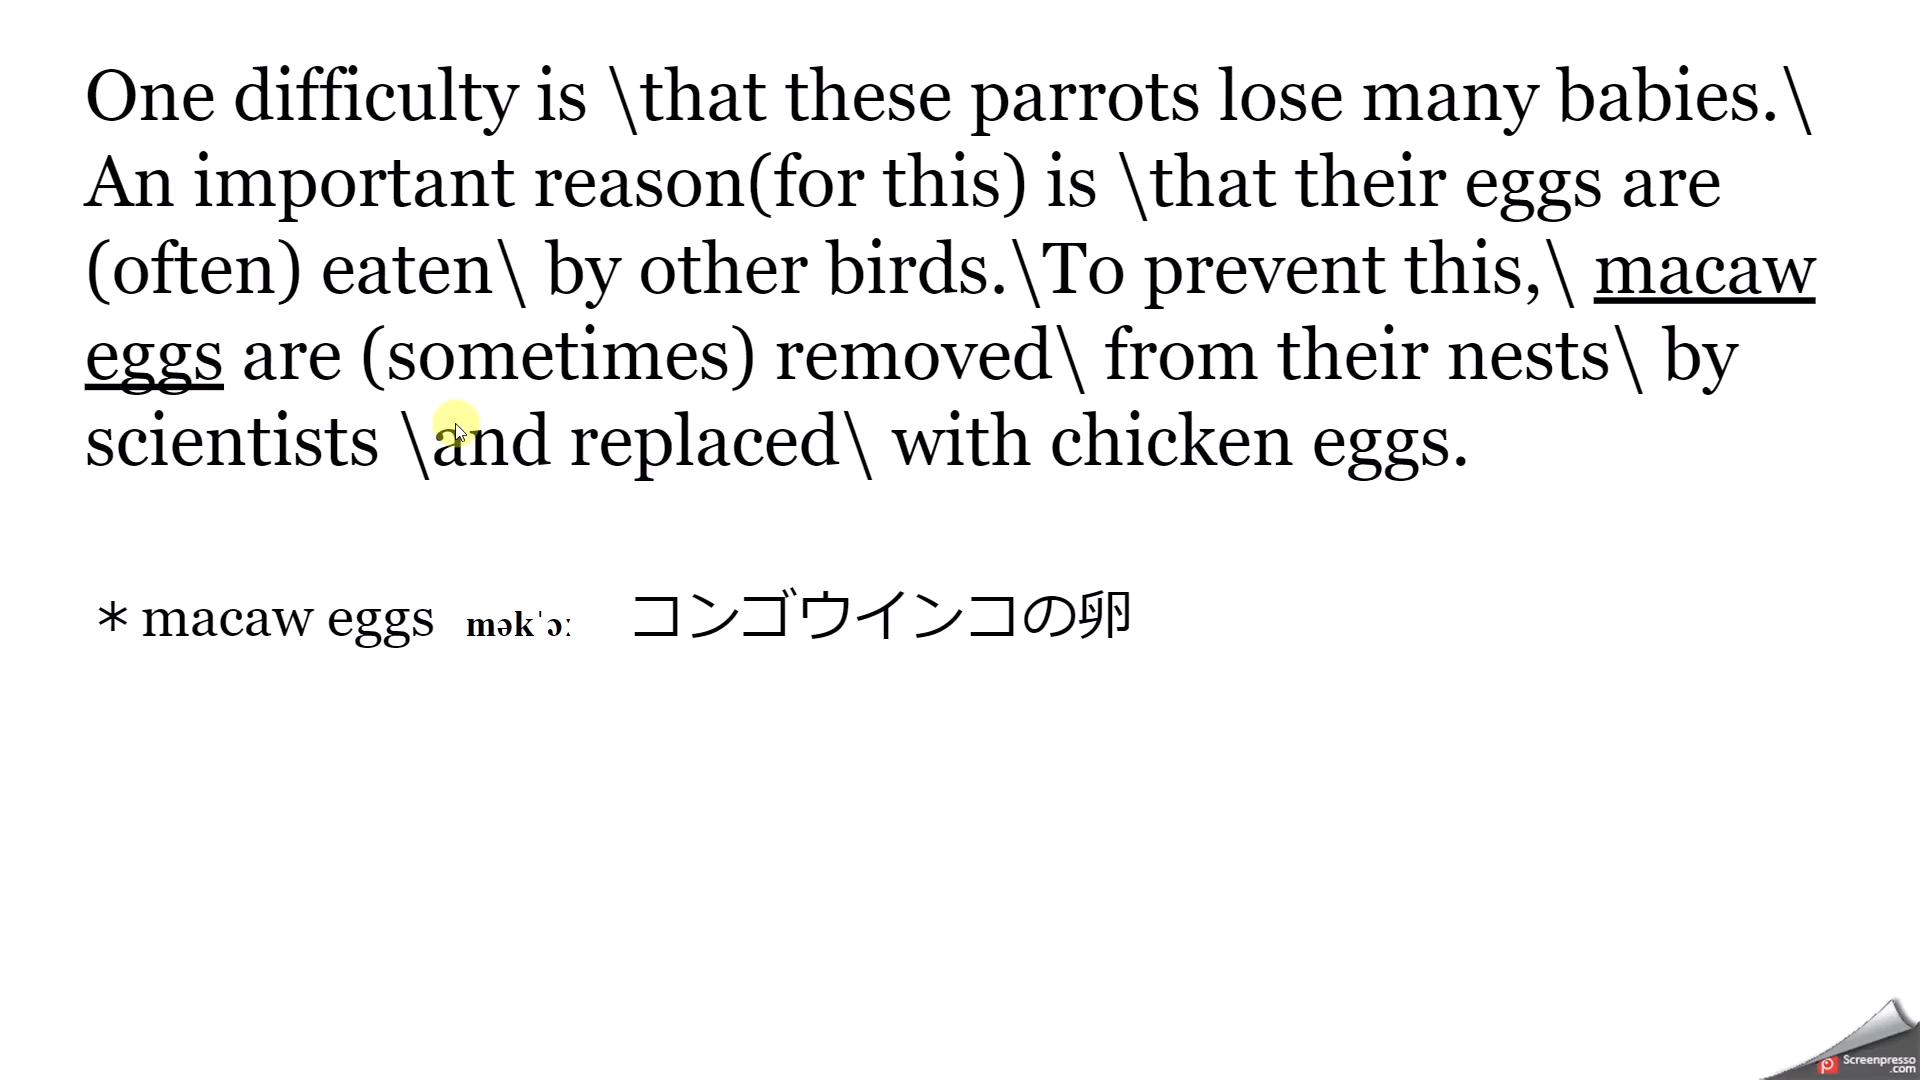 One difficulty is \that these parrots lose many babies.\
An important reason(for this) is \that their eggs are
(often) eaten\ by other birds.\To prevent this,\ macaw
eggs are (sometimes) removed\ from their nests\ by
scientists \and replaced\ with chicken eggs.
＊macaw eggs məkˈɔː コンゴウインコの卵
Screenpresso
.com